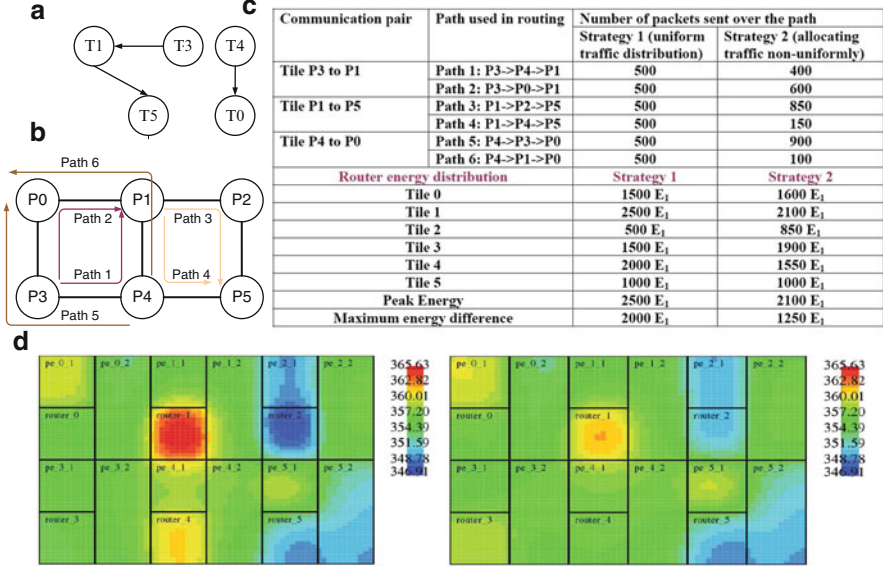 a
T1
T3
T4
T5
T0
b
Path 6
P0
P1
P2
Path 2
Path 3
Path 1
Path 4
P3
P4
P5
Path 5
c
Communication pair
Path used in routing
Number of packets sent over the path
Strategy 1 (uniform traffic distribution)
Strategy 2 (allocating traffic non-uniformly)
Tile P3 to P1
Path 1: P3->P4->P1
500
400
Path 2: P3->P0->P1
500
600
Tile P1 to P5
Path 3: P1->P2->P5
500
850
Path 4: P1->P4->P5
500
150
Tile P4 to P0
Path 5: P4->P3->P0
500
900
Path 6: P4->P1->P0
500
100
Router energy distribution
Strategy 1
Strategy 2
Tile 0
1500 E₁
1600 E₁
Tile 1
2500 E₁
2100 E₁
Tile 2
500 E₁
850 E₁
Tile 3
1500 E₁
1900 E₁
Tile 4
2000 E₁
1550 E₁
Tile 5
1000 E₁
1000 E₁
Peak Energy
2500 E₁
2100 E₁
Maximum energy difference
2000 E₁
1250 E₁
d
pe_0_1
pe_0_2
pe_1_1
pe_1_2
pe_2_1
pe_2_2
router_0
router_1
router_2
pe_3_1
pe_3_2
pe_4_1
pe_4_2
pe_5_1
pe_5_2
router_3
router_4
router_5
365.63
362.82
360.01
357.20
354.39
351.59
348.78
346.91
pe_0_1
pe_0_2
pe_1_1
pe_1_2
pe_2_1
pe_2_2
router_0
router_1
router_2
pe_3_1
pe_3_2
pe_4_1
pe_4_2
pe_5_1
pe_5_2
router_3
router_4
router_5
365.63
362.82
360.01
357.20
354.39
351.59
348.78
346.91